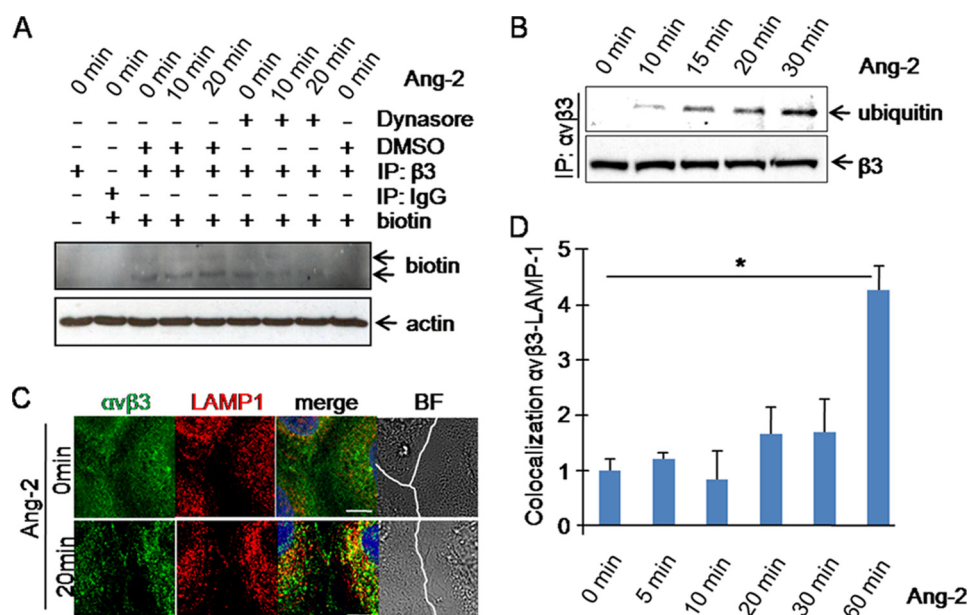 A
0 min 0 min 0 min 10 min 20 min 0 min 10 min 20 min 0 min Ang-2
– – – – – + + + – Dynasore
– – + + + – – – + DMSO
+ – + + + + + + + IP: β3
– + – – – – – – – IP: IgG
– + + + + + + + + biotin
biotin
actin
B
0 min 10 min 15 min 20 min 30 min Ang-2
IP: αvβ3
ubiquitin
β3
C
αvβ3 LAMP1 merge BF
Ang-2
0min
20min
D
Colocalization αvβ3-LAMP-1
5
4
3
2
1
0
*
0 min 5 min 10 min 20 min 30 min 60 min Ang-2